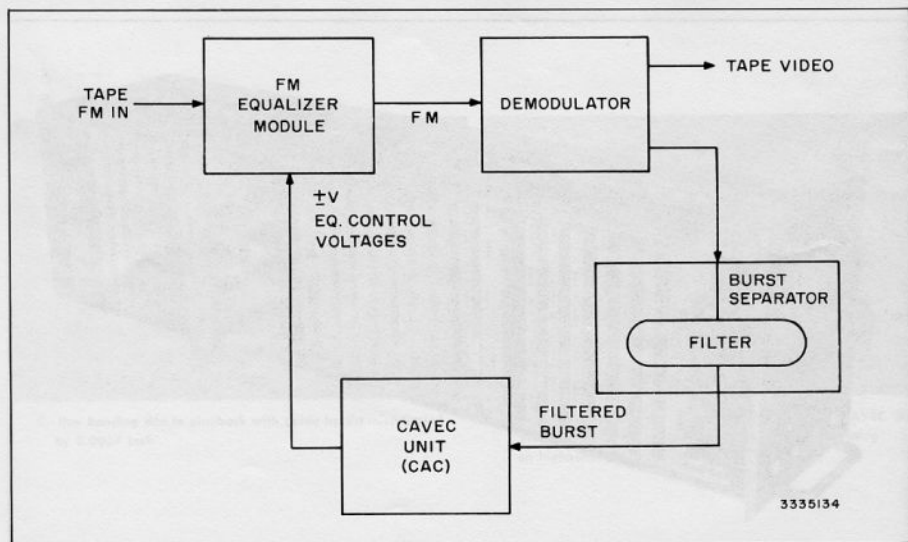 TAPE
FM IN
FM
EQUALIZER
MODULE
FM
DEMODULATOR
TAPE VIDEO
±V
EQ. CONTROL
VOLTAGES
BURST
SEPARATOR
FILTER
FILTERED
BURST
CAVEC
UNIT
(CAC)
3335134